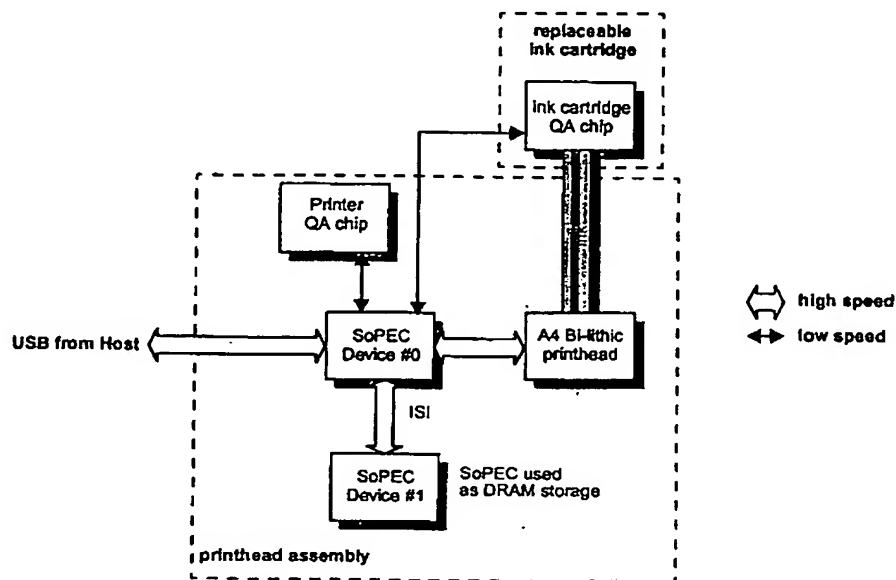 replaceable
ink cartridge
ink cartridge
QA chip
Printer
QA chip
high speed
low speed
USB from Host
SoPEC
Device #0
A4 Bi-lithic
printhead
ISI
SoPEC
Device #1
SoPEC used
as DRAM storage
printhead assembly